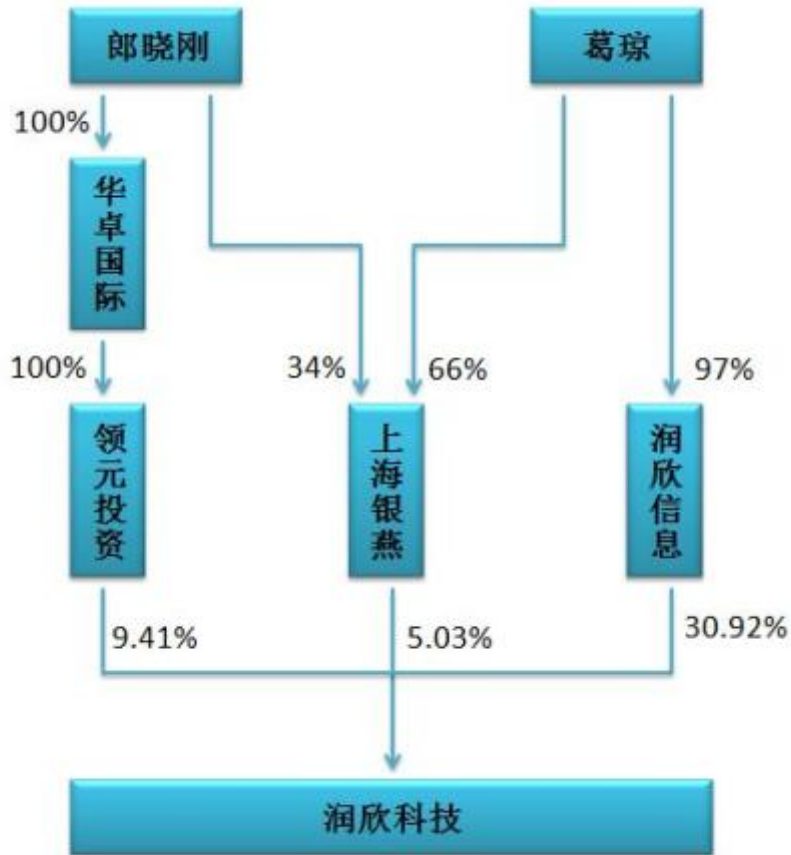 郎晓刚
葛琼
100%
华卓国际
100%
34%
66%
97%
领元投资
上海银燕
润欣信息
9.41%
5.03%
30.92%
润欣科技